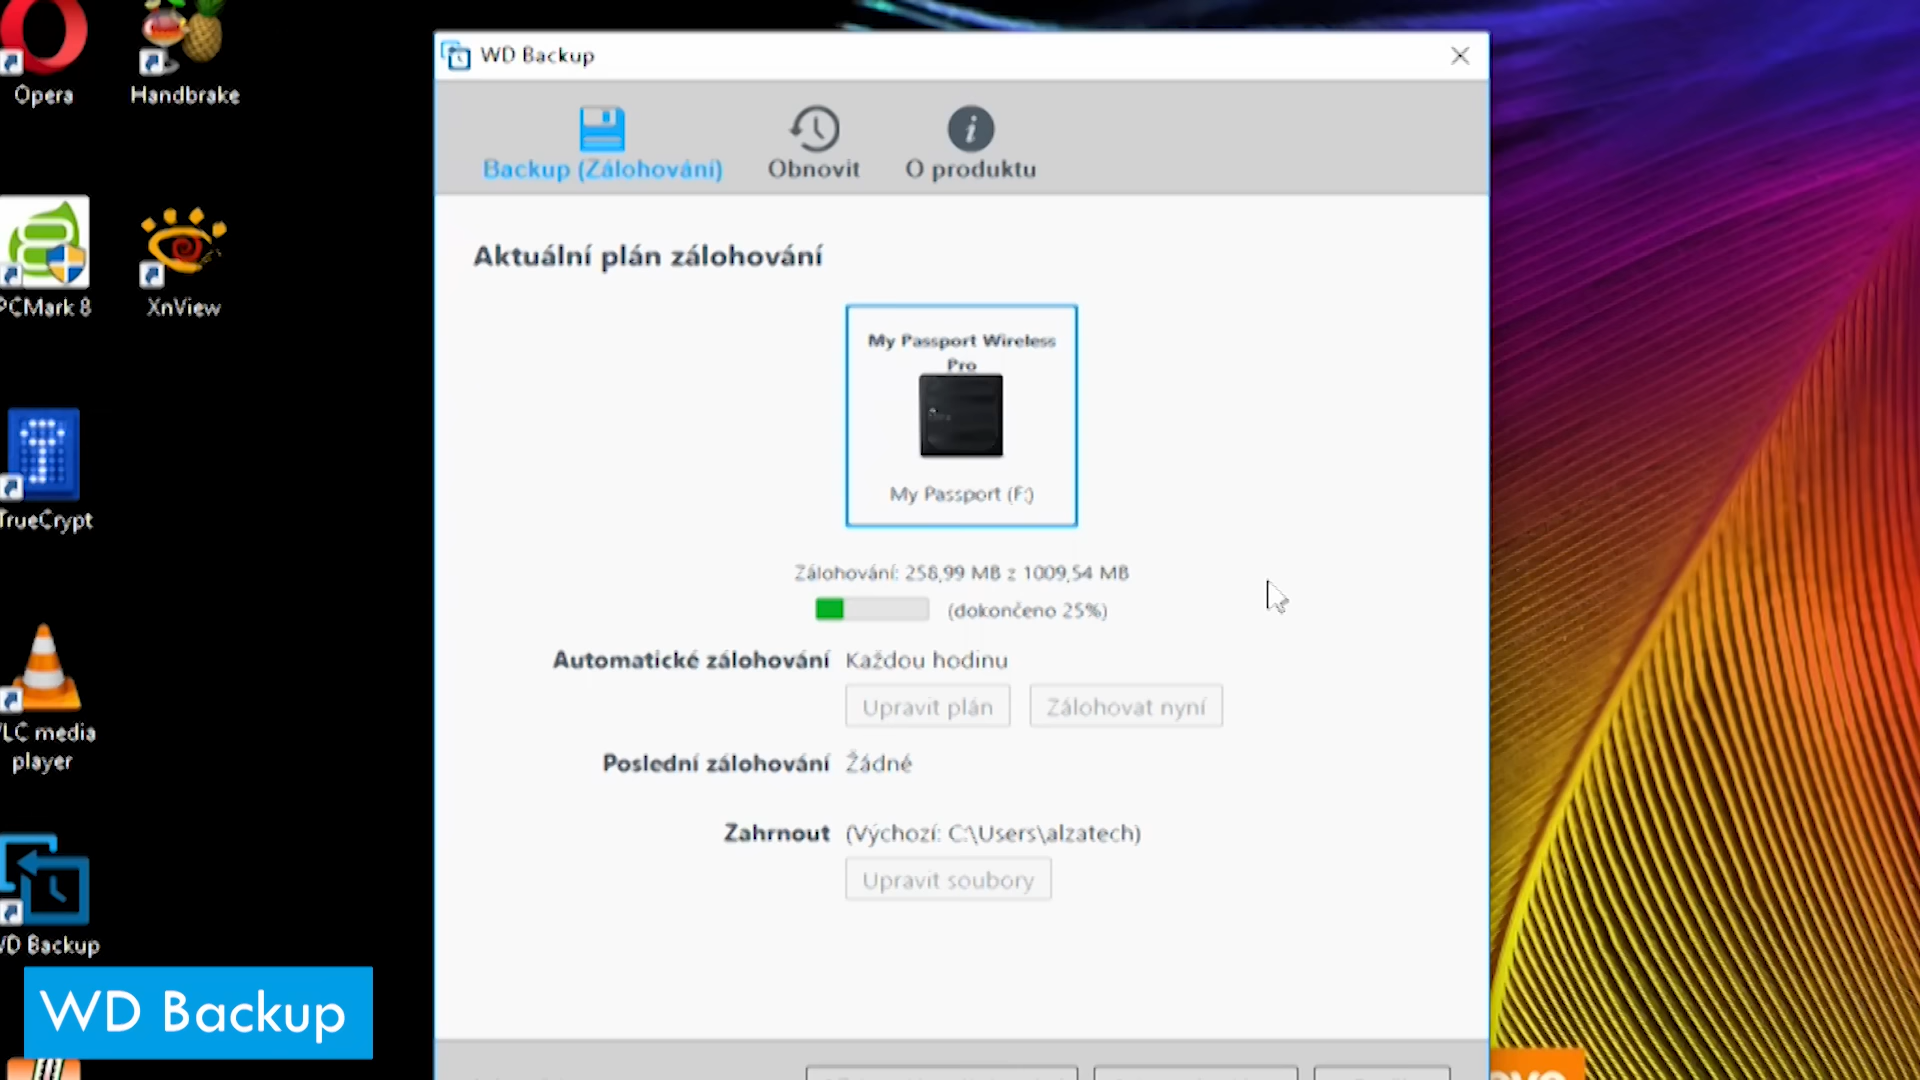 Opera
Handbrake
PCMark 8
XnView
TrueCrypt
VLC media
player
WD Backup
WD Backup
WD Backup
Backup (Zálohování)
Obnovit
O produktu
Aktuální plán zálohování
My Passport Wireless
Pro
My Passport (F:)
Zálohování: 258,99 MB z 1009,54 MB
(dokončeno 25%)
Automatické zálohování Každou hodinu
Upravit plán
Zálohovat nyní
Poslední zálohování Žádné
Zahrnout (Výchozí: C:\Users\alzatech)
Upravit soubory